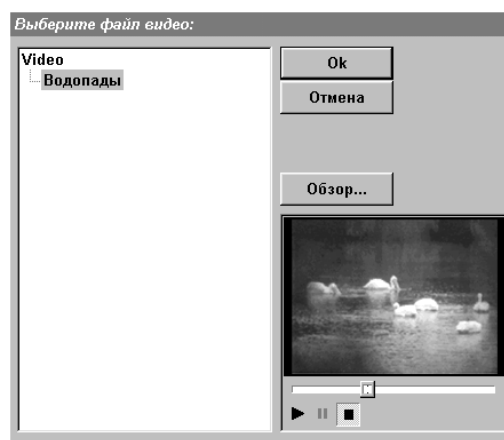 Выберите файл видео:
Video
Водопады
Ok
Отмена
Обзор...